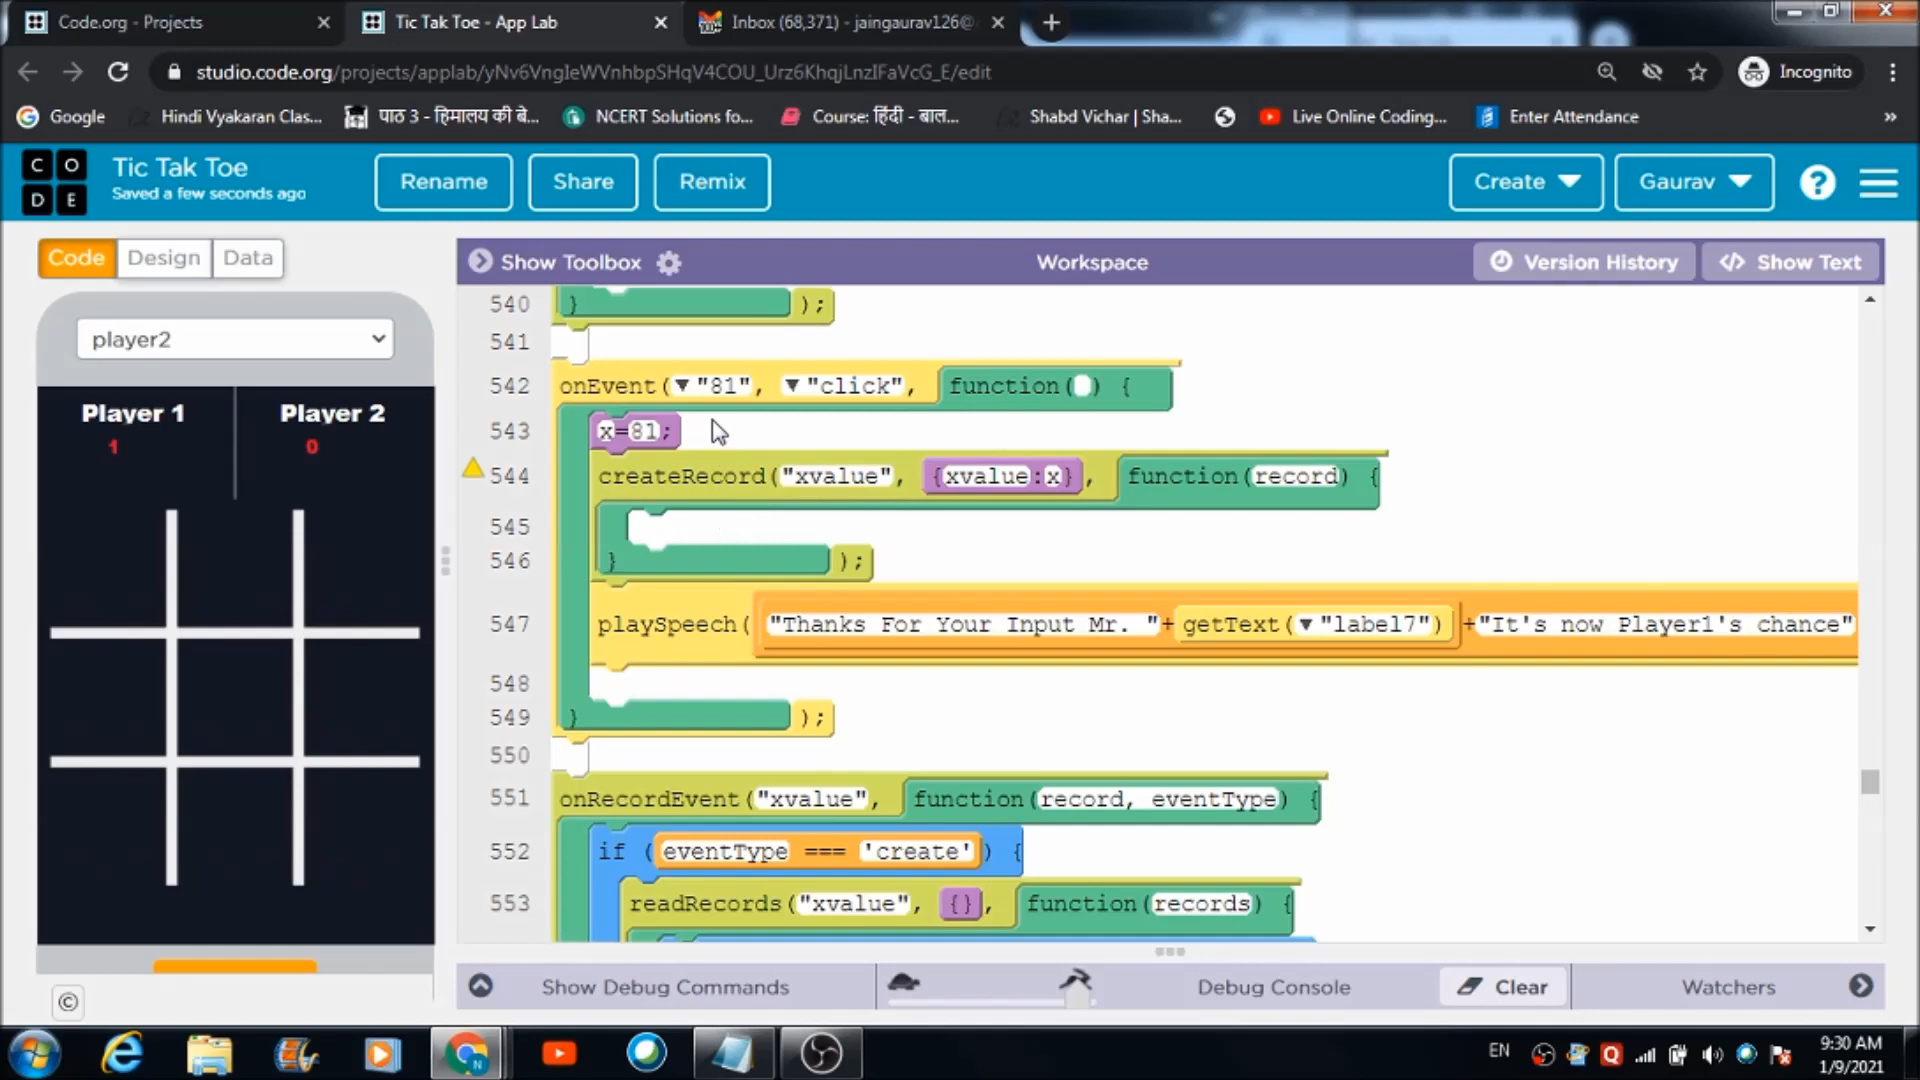 Code.org - Projects
Tic Tak Toe - App Lab
Inbox (68,371) - jaingaurav126@
studio.code.org/projects/applab/yNv6VngIeWVnhbpSHqV4COU_Urz6KhqjLnzIFaVcG_E/edit
Incognito
Google
Hindi Vyakaran Clas...
पाठ 3 - हिमालय की बे...
NCERT Solutions fo...
Course: हिंदी - बाल...
Shabd Vichar | Sha...
Live Online Coding...
Enter Attendance
»
CODE
Tic Tak Toe
Saved a few seconds ago
Rename
Share
Remix
Create
Gaurav
?
Code
Design
Data
Show Toolbox
Workspace
Version History
</> Show Text
player2
Player 1
Player 2
1
0
540 } );
541
542 onEvent( "81", "click", function( ) {
543 x=81;
544 createRecord("xvalue", {xvalue:x}, function(record) {
545
546 } );
547 playSpeech( "Thanks For Your Input Mr. "+ getText( "label7") +"It's now Player1's chance"
548
549 } );
550
551 onRecordEvent("xvalue", function(record, eventType) {
552 if ( eventType === 'create' ) {
553 readRecords("xvalue", {}, function(records) {
©
Show Debug Commands
Debug Console
Clear
Watchers
EN
9:30 AM
1/9/2021